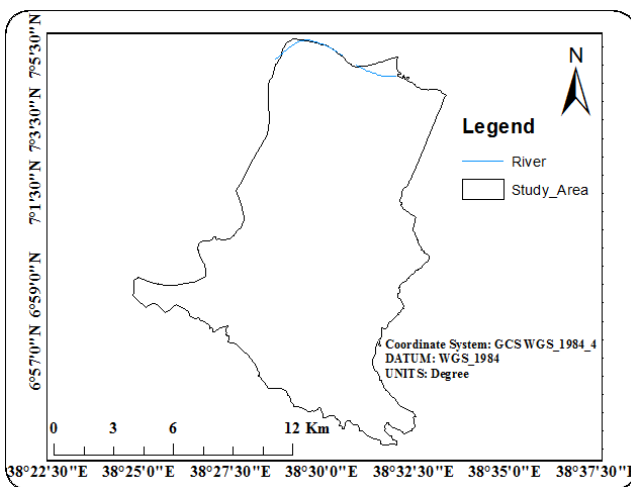 7°5'30"N
7°3'30"N
7°1'30"N
6°59'0"N
6°57'0"N
N
Legend
River
Study_Area
Coordinate System: GCS WGS_1984_4
DATUM: WGS_1984
UNITS: Degree
0 3 6 12 Km
38°22'30"E 38°25'0"E 38°27'30"E 38°30'0"E 38°32'30"E 38°35'0"E 38°37'30"E